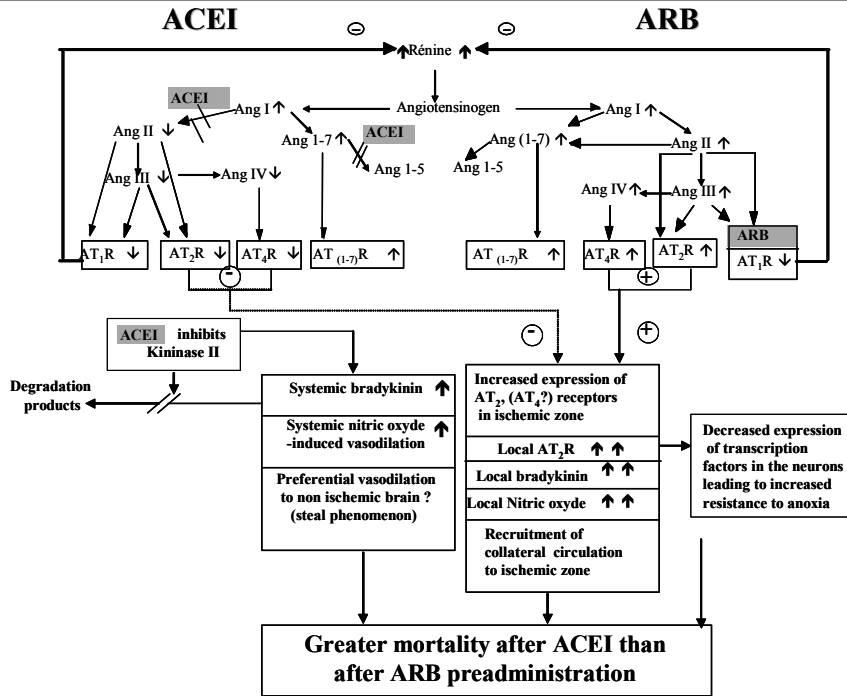 ACEI
ARB
⊖
⊖
↑ Rénine ↑
ACEI
Ang I ↑
Angiotensinogen
Ang I ↑
Ang II ↓
Ang 1-7 ↑
ACEI
Ang (1-7) ↑
Ang II ↑
Ang 1-5
Ang 1-5
Ang III ↓
Ang IV ↓
Ang IV ↑
Ang III ↑
ARB
AT1R ↓
AT2R ↓
AT4R ↓
AT (1-7)R ↑
AT (1-7)R ↑
AT4R ↑
AT2R ↑
AT1R ↓
-
+
ACEI inhibits
Kininase II
-
+
Degradation
products
Systemic bradykinin ↑
Systemic nitric oxyde ↑
-induced vasodilation
Preferential vasodilation
to non ischemic brain ?
(steal phenomenon)
Increased expression of
AT2, (AT4?) receptors
in ischemic zone
Local AT2R ↑ ↑
Local bradykinin ↑ ↑
Local Nitric oxyde ↑ ↑
Recruitment of
collateral circulation
to ischemic zone
Decreased expression
of transcription
factors in the neurons
leading to increased
resistance to anoxia
Greater mortality after ACEI than
after ARB preadministration